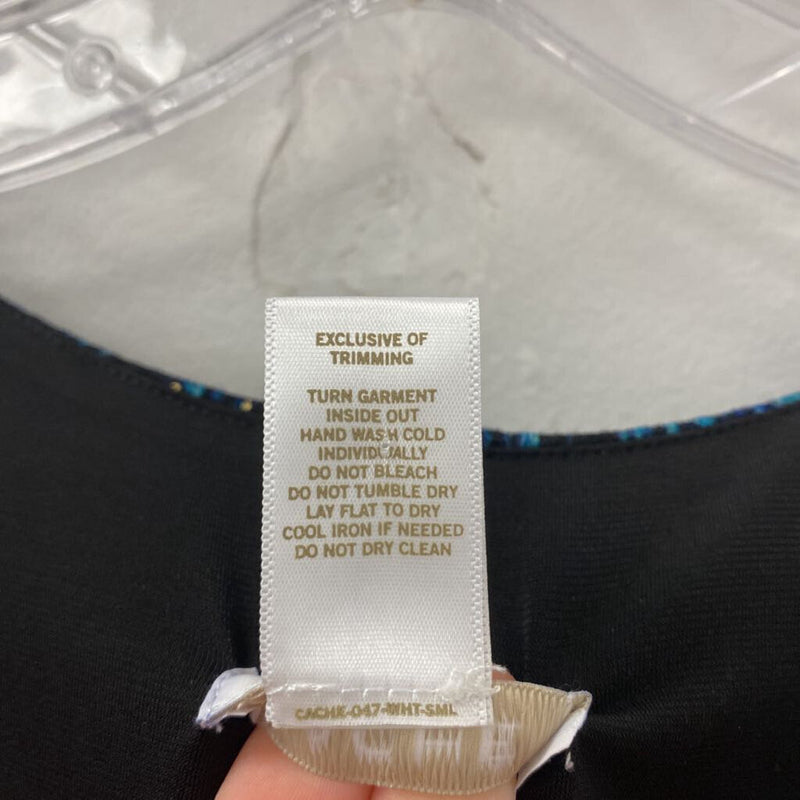 EXCLUSIVE OF
TRIMMING
TURN GARMENT
INSIDE OUT
HAND WASH COLD
INDIVIDUALLY
DO NOT BLEACH
DO NOT TUMBLE DRY
LAY FLAT TO DRY
COOL IRON IF NEEDED
DO NOT DRY CLEAN
CACHE-047-WHT-SML